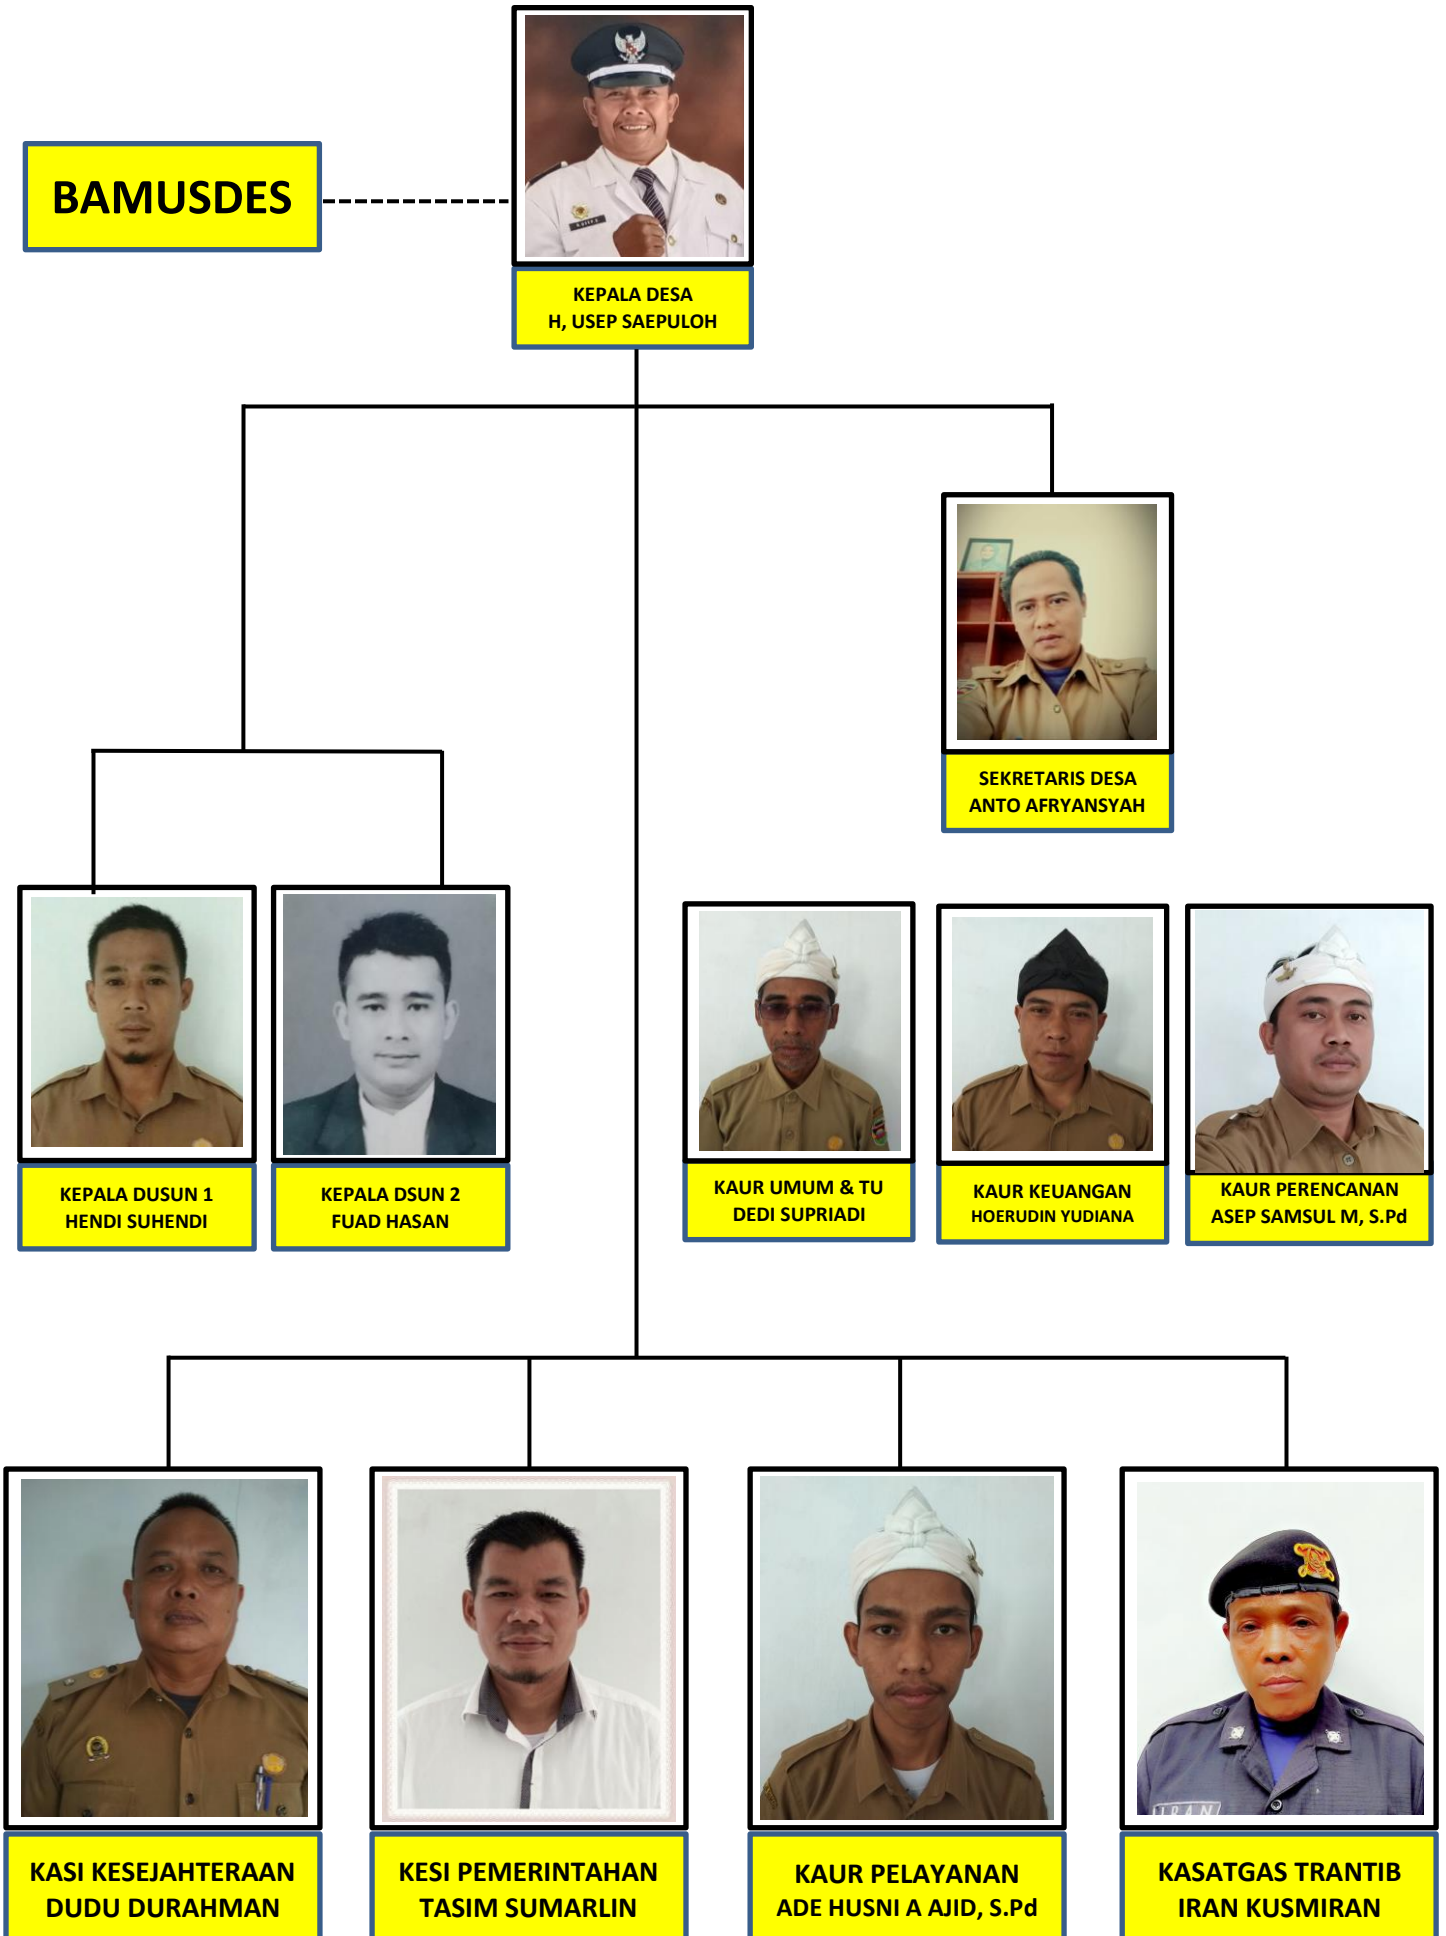 BAMUSDES
KEPALA DESA
H, USEP SAEPULOH
SEKRETARIS DESA
ANTO AFRYANSYAH
KEPALA DUSUN 1
HENDI SUHENDI
KEPALA DSUN 2
FUAD HASAN
KAUR UMUM & TU
DEDI SUPRIADI
KAUR KEUANGAN
HOERUDIN YUDIANA
KAUR PERENCANAN
ASEP SAMSUL M, S.Pd
IRAN
KASI KESEJAHTERAAN
DUDU DURAHMAN
KESI PEMERINTAHAN
TASIM SUMARLIN
KAUR PELAYANAN
ADE HUSNI A AJID, S.Pd
KASATGAS TRANTIB
IRAN KUSMIRAN